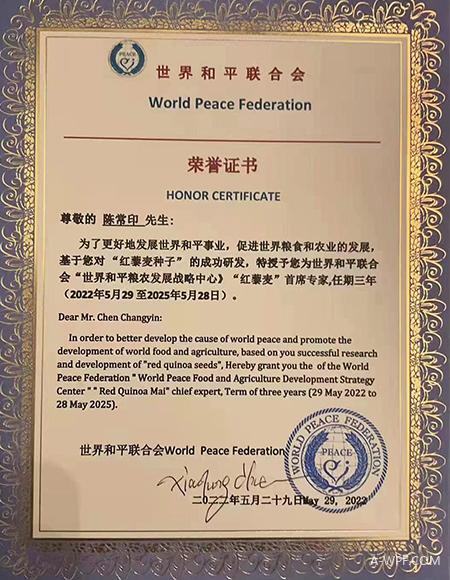 PEACE
世界和平联合会
World Peace Federation
荣誉证书
HONOR CERTIFICATE
尊敬的 陈常印 先生:
为了更好地发展世界和平事业，促进世界粮食和农业的发展，
基于您对“红藜麦种子”的成功研发，特授予您为世界和平联合
会“世界和平粮农发展战略中心》“红藜麦”首席专家,任期三年
（2022年5月29 至2025年5月28日）。
Dear Mr. Chen Changyin:
In order to better develop the cause of world peace and promote the
development of world food and agriculture, based on you successful research
and development of "red quinoa seeds", Hereby grant you the of the World
Peace Federation " World Peace Food and Agriculture Development Strategy
Center " " Red Quinoa Mai" chief expert, Term of three years (29 May 2022 to
28 May 2025).
世界和平联合会World Peace Federation
WORLD PEACE FEDERATION
PEACE
二〇二二年五月二十九日May 29, 2022
A-WPF.COM